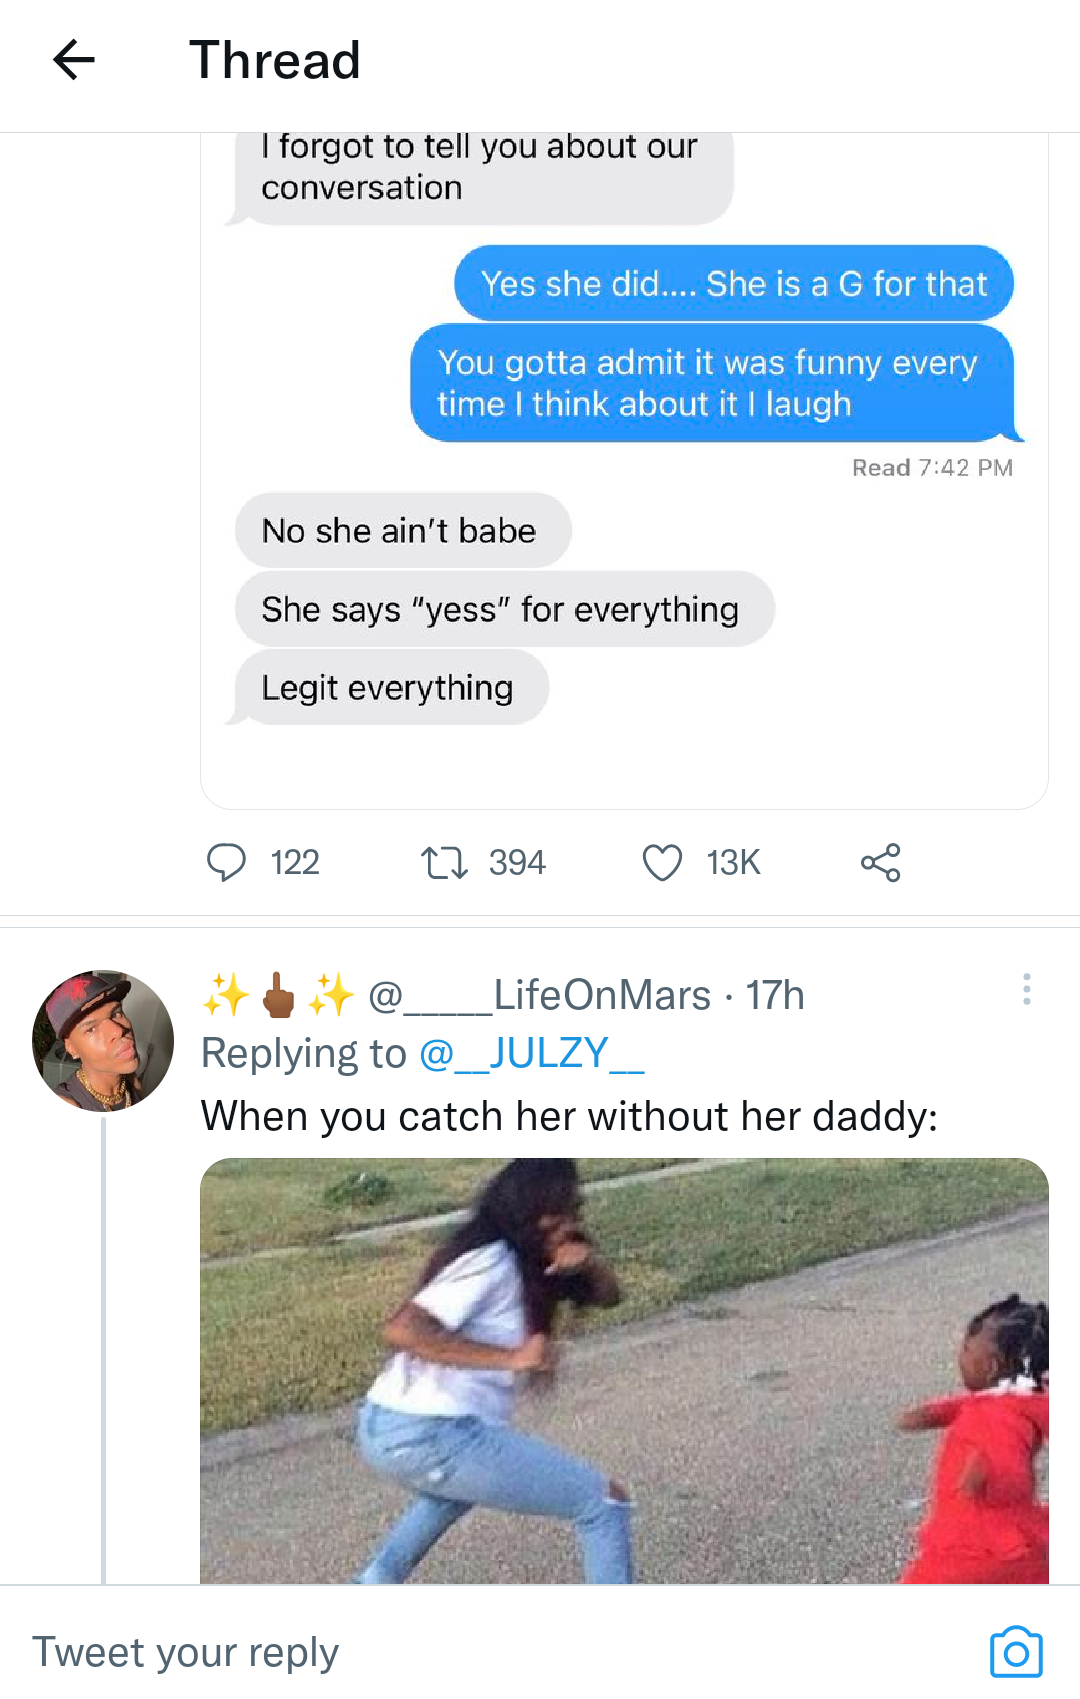 Thread
I forgot to tell you about our
conversation
Yes she did.... She is a G for that
You gotta admit it was funny every
time I think about it I laugh
Read 7:42 PM
No she ain't babe
She says "yess" for everything
Legit everything
122 394 13K
✨🖕🏾✨ @_____LifeOnMars · 17h
Replying to @__JULZY__
When you catch her without her daddy:
Tweet your reply